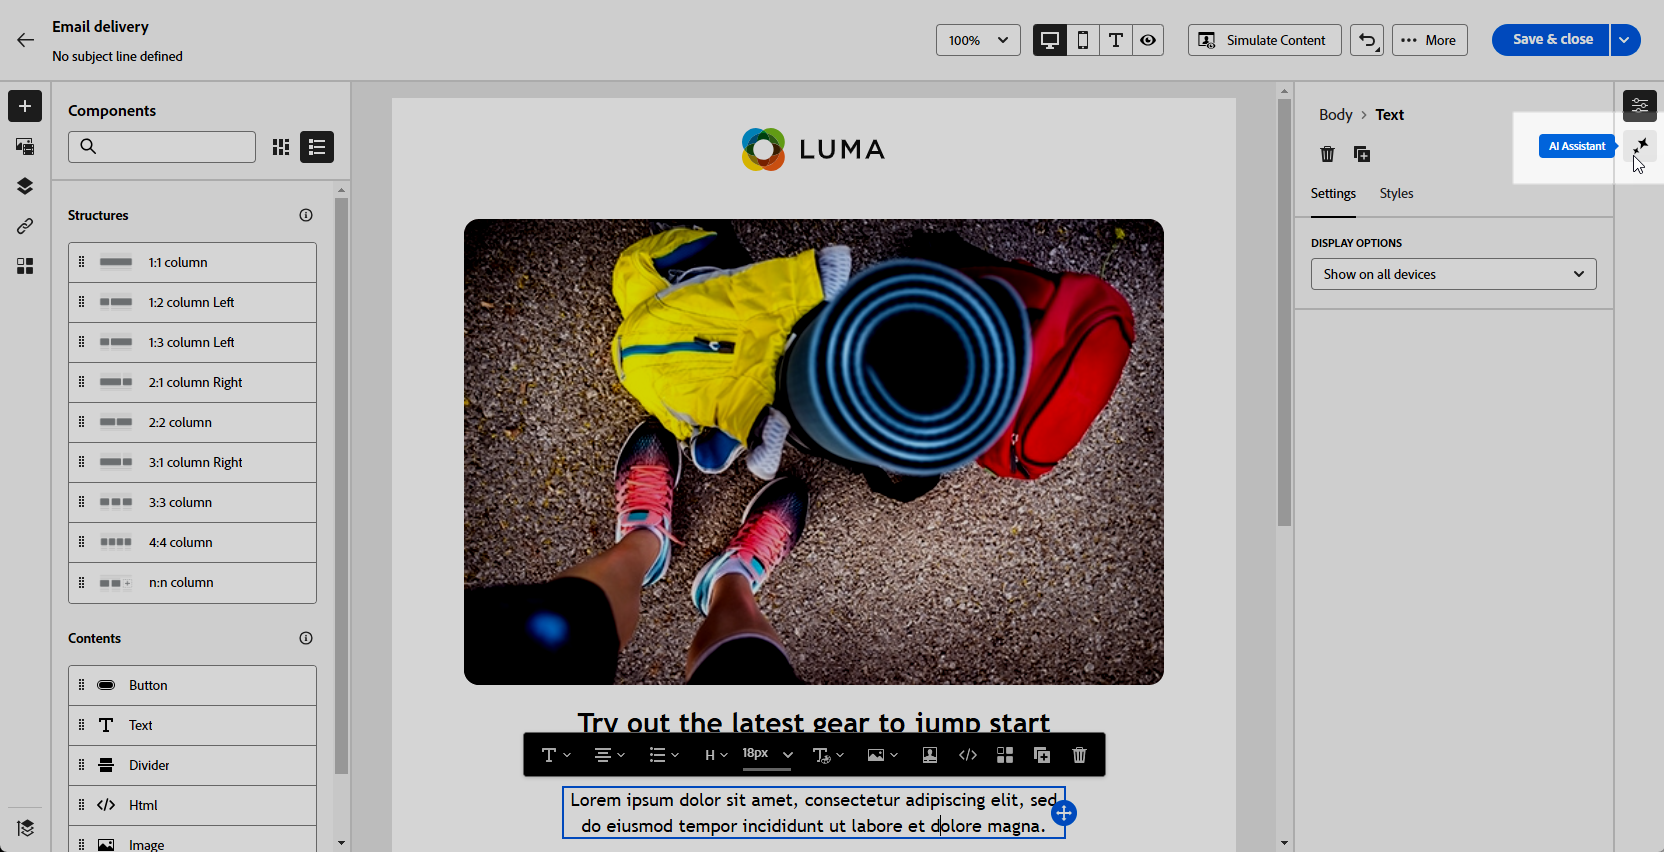 Email delivery
No subject line defined
100%
Simulate Content
More
Save & close
Components
Structures
1:1 column
1:2 column Left
1:3 column Left
2:1 column Right
2:2 column
3:1 column Right
3:3 column
4:4 column
n:n column
Contents
Button
Text
Divider
Html
Image
LUMA
Try out the latest gear to jump start
H
18px
Lorem ipsum dolor sit amet, consectetur adipiscing elit, sed
do eiusmod tempor incididunt ut labore et dolore magna.
Body > Text
AI Assistant
Settings
Styles
DISPLAY OPTIONS
Show on all devices